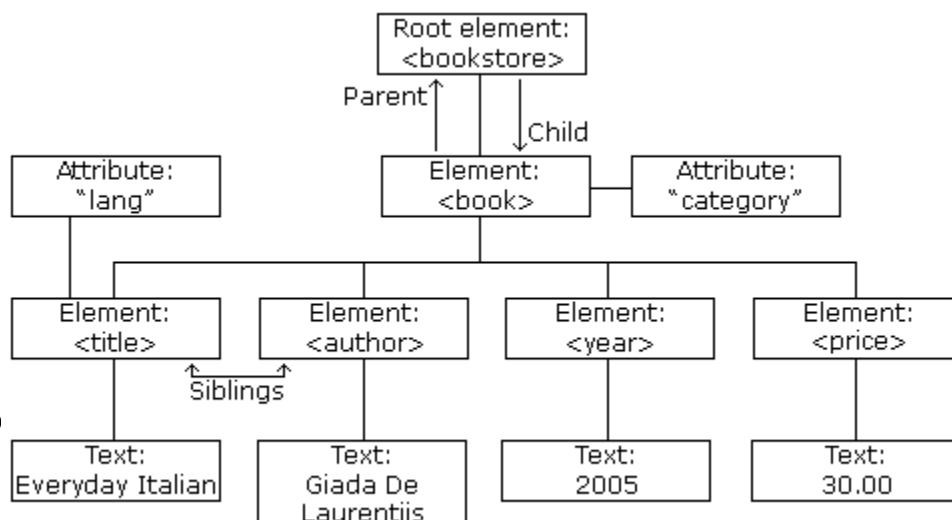 Root element:
<bookstore>
Parent
Child
Attribute:
"lang"
Element:
<book>
Attribute:
"category"
Element:
<title>
Element:
<author>
Element:
<year>
Element:
<price>
Siblings
Text:
Everyday Italian
Text:
Giada De
Laurentiis
Text:
2005
Text:
30.00